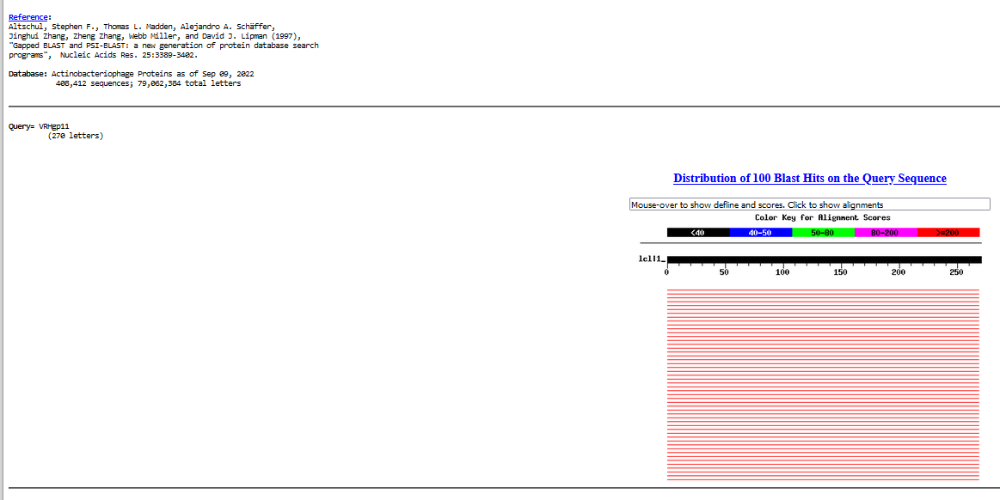 Reference:
Altschul, Stephen F., Thomas L. Madden, Alejandro A. Schäffer,
Jinghui Zhang, Zheng Zhang, Webb Miller, and David J. Lipman (1997),
"Gapped BLAST and PSI-BLAST: a new generation of protein database search
programs",  Nucleic Acids Res. 25:3389-3402.
Database: Actinobacteriophage Proteins as of Sep 09, 2022
408,412 sequences; 79,062,384 total letters
Query= VRHgp11
(270 letters)
Distribution of 100 Blast Hits on the Query Sequence
Mouse-over to show defline and scores. Click to show alignments
Color Key for Alignment Scores
<40 40-50 50-80 80-200 >=200
lcl|1_
0 50 100 150 200 250